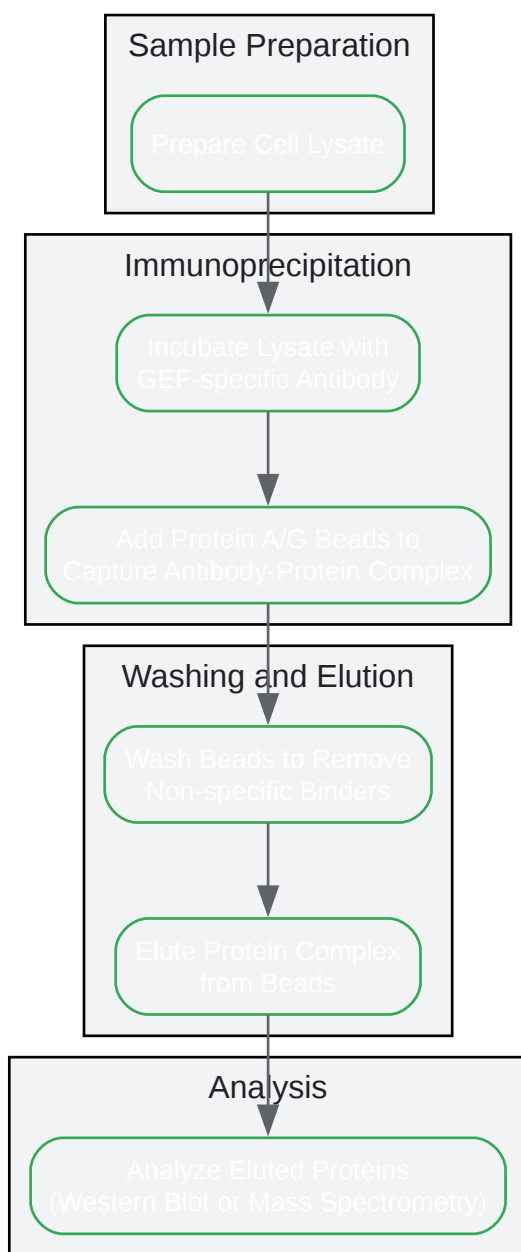 Sample Preparation
Prepare Cell Lysate
Immunoprecipitation
Incubate Lysate with
GEF-specific Antibody
Add Protein A/G Beads to
Capture Antibody-Protein Complex
Washing and Elution
Wash Beads to Remove
Non-specific Binders
Elute Protein Complex
from Beads
Analysis
Analyze Eluted Proteins
(Western Blot or Mass Spectrometry)